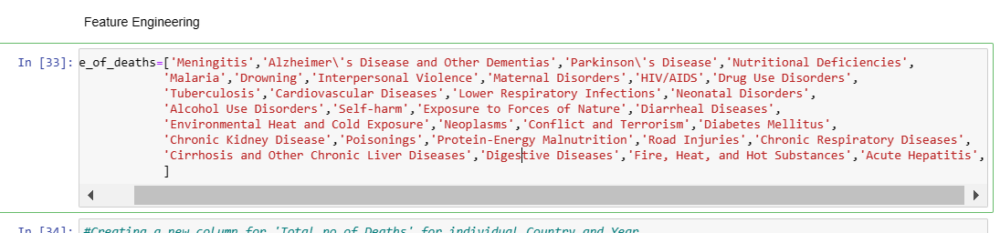 Feature Engineering
In [33]: e_of_deaths=['Meningitis','Alzheimer\'s Disease and Other Dementias','Parkinson\'s Disease','Nutritional Deficiencies',
'Malaria','Drowning','Interpersonal Violence','Maternal Disorders','HIV/AIDS','Drug Use Disorders',
'Tuberculosis','Cardiovascular Diseases','Lower Respiratory Infections','Neonatal Disorders',
'Alcohol Use Disorders','Self-harm','Exposure to Forces of Nature','Diarrheal Diseases',
'Environmental Heat and Cold Exposure','Neoplasms','Conflict and Terrorism','Diabetes Mellitus',
'Chronic Kidney Disease','Poisonings','Protein-Energy Malnutrition','Road Injuries','Chronic Respiratory Diseases',
'Cirrhosis and Other Chronic Liver Diseases','Digestive Diseases','Fire, Heat, and Hot Substances','Acute Hepatitis',
]
In [34]: #Creating a new column for 'Total no of Deaths' for individual Country and Year